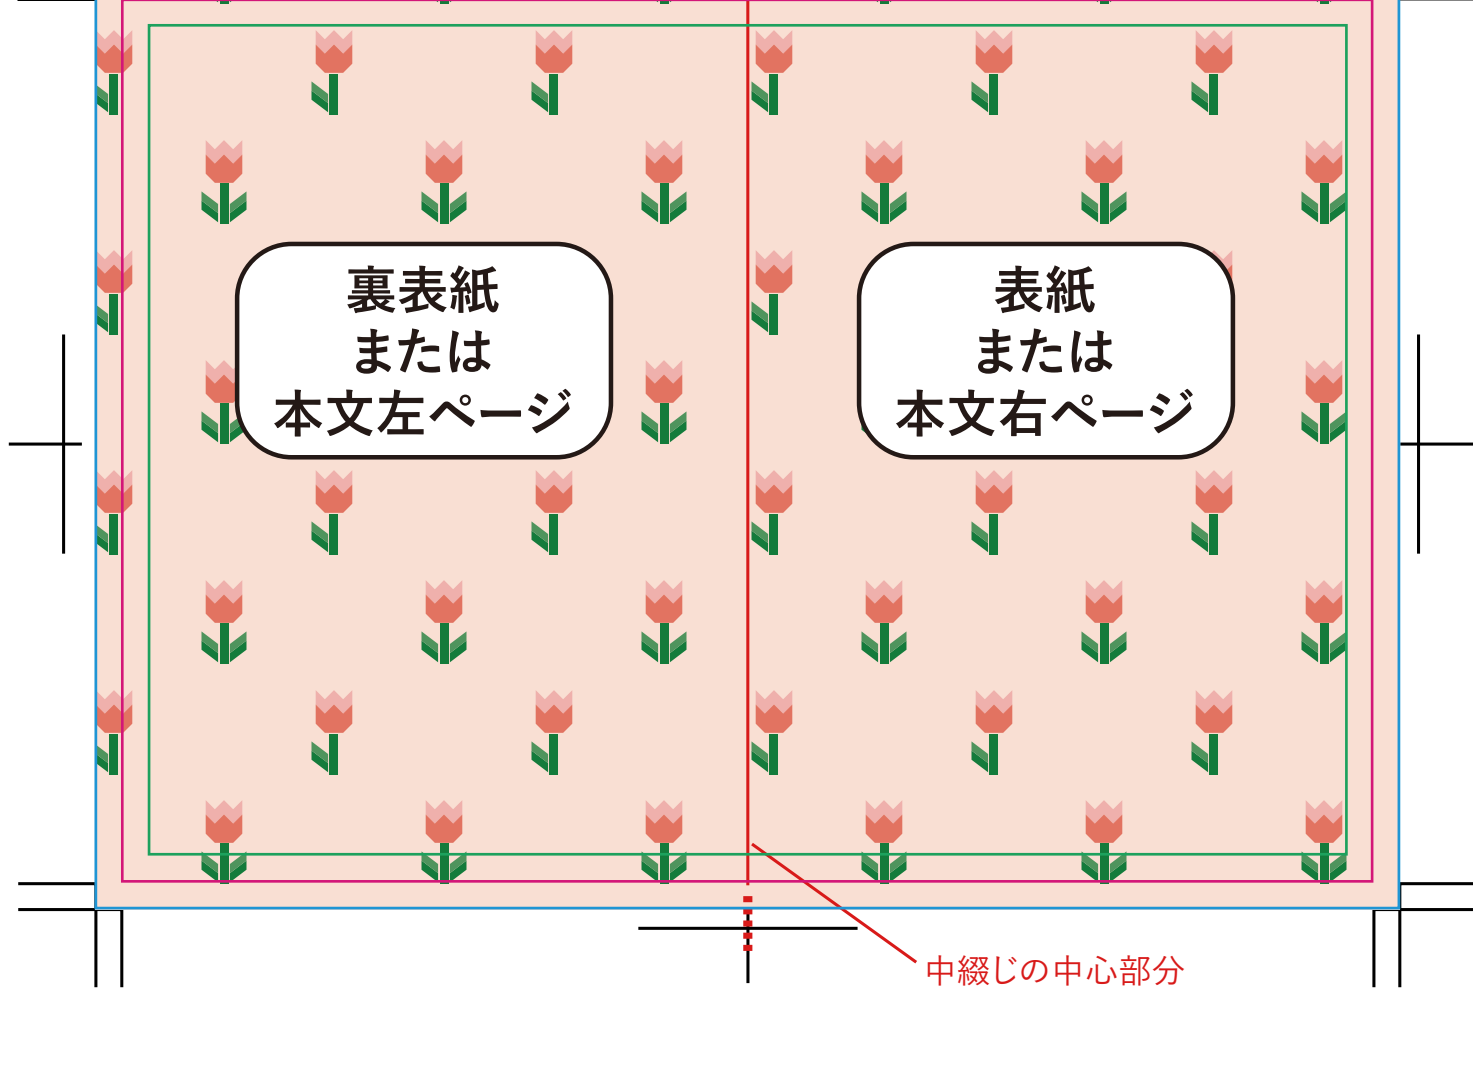 裏表紙
または
本文左ページ
表紙
または
本文右ページ
中綴じの中心部分